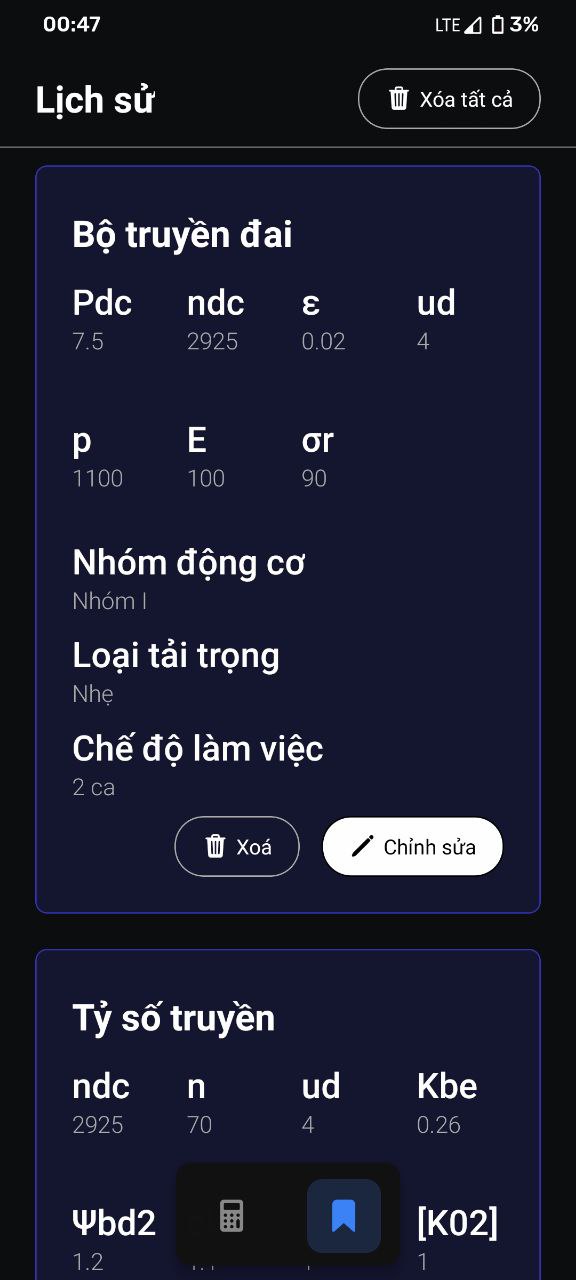 00:47 LTE 3%
Lịch sử Xóa tất cả
Bộ truyền đai
Pdc ndc ε ud
7.5 2925 0.02 4
p E σr
1100 100 90
Nhóm động cơ
Nhóm I
Loại tải trọng
Nhẹ
Chế độ làm việc
2 ca
Xoá Chỉnh sửa
Tỷ số truyền
ndc n ud Kbe
2925 70 4 0.26
Ψbd2 [K02]
1.2 1